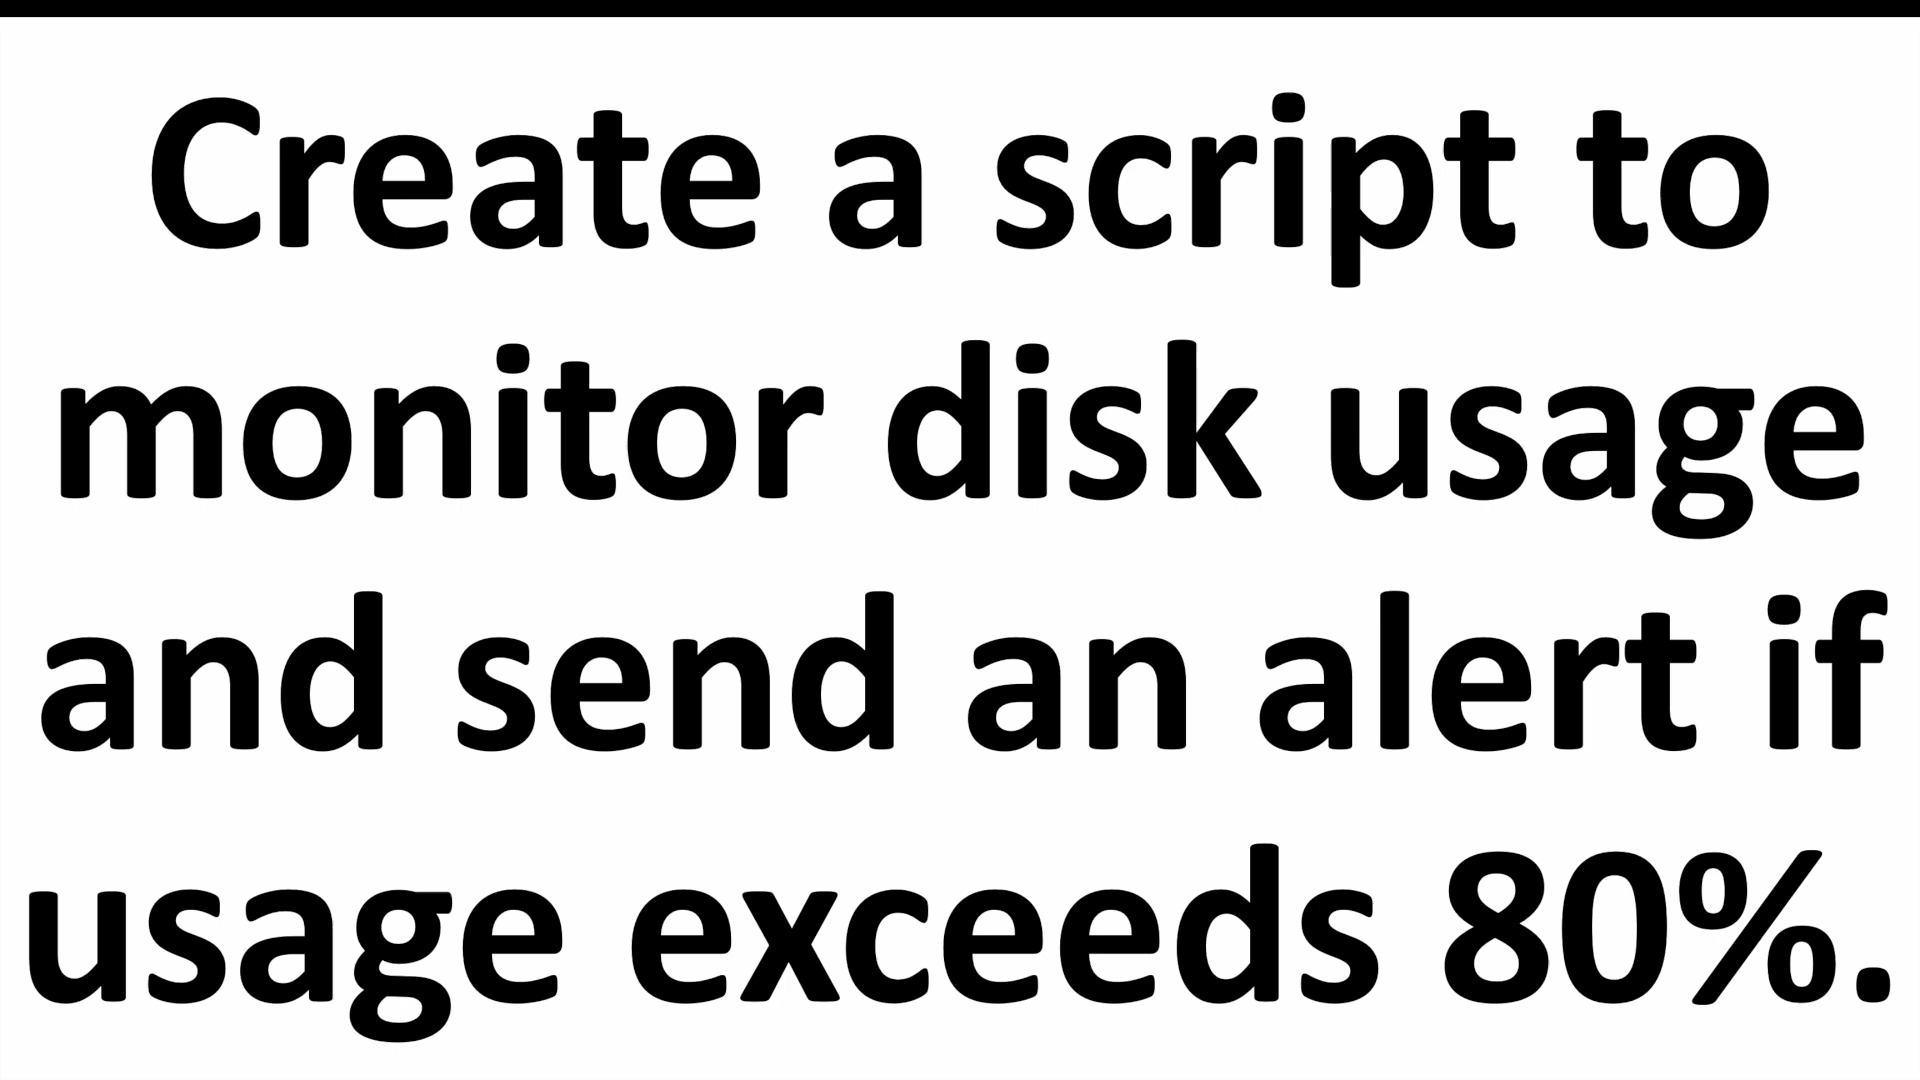 Create a script to
monitor disk usage
and send an alert if
usage exceeds 80%.